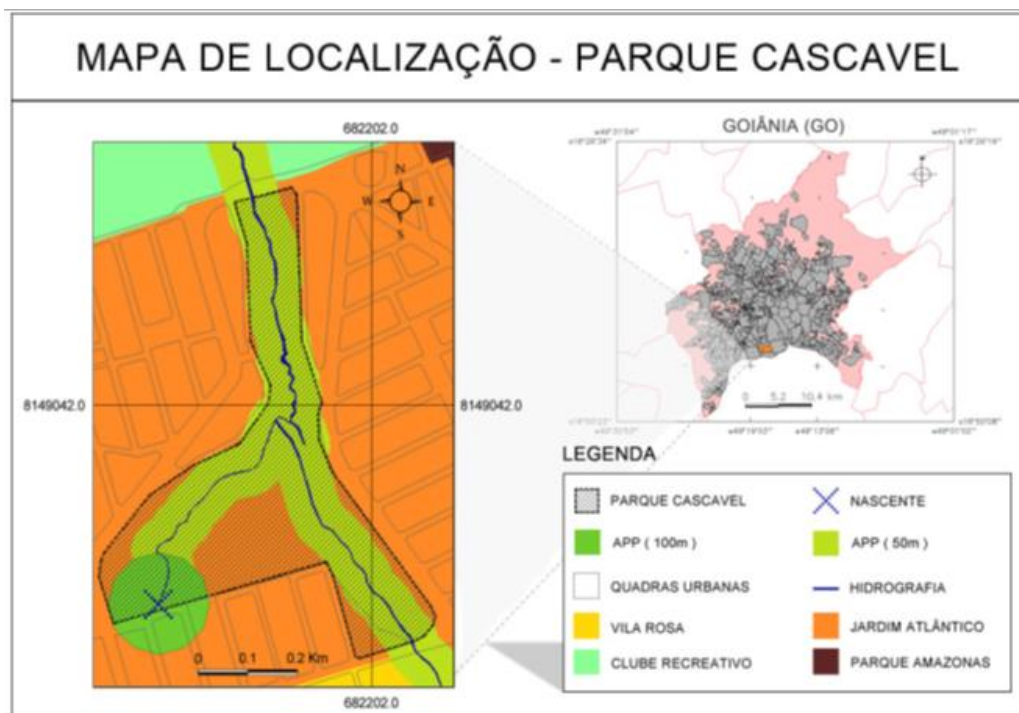 MAPA DE LOCALIZAÇÃO - PARQUE CASCAVEL
682202.0
N
W E
S
8149042.0
8149042.0
0 0.1 0.2 Km
682202.0
GOIÂNIA (GO)
0 5.2 10.4 km
LEGENDA
PARQUE CASCAVEL
NASCENTE
APP ( 100m )
APP ( 50m )
QUADRAS URBANAS
HIDROGRAFIA
VILA ROSA
JARDIM ATLÂNTICO
CLUBE RECREATIVO
PARQUE AMAZONAS